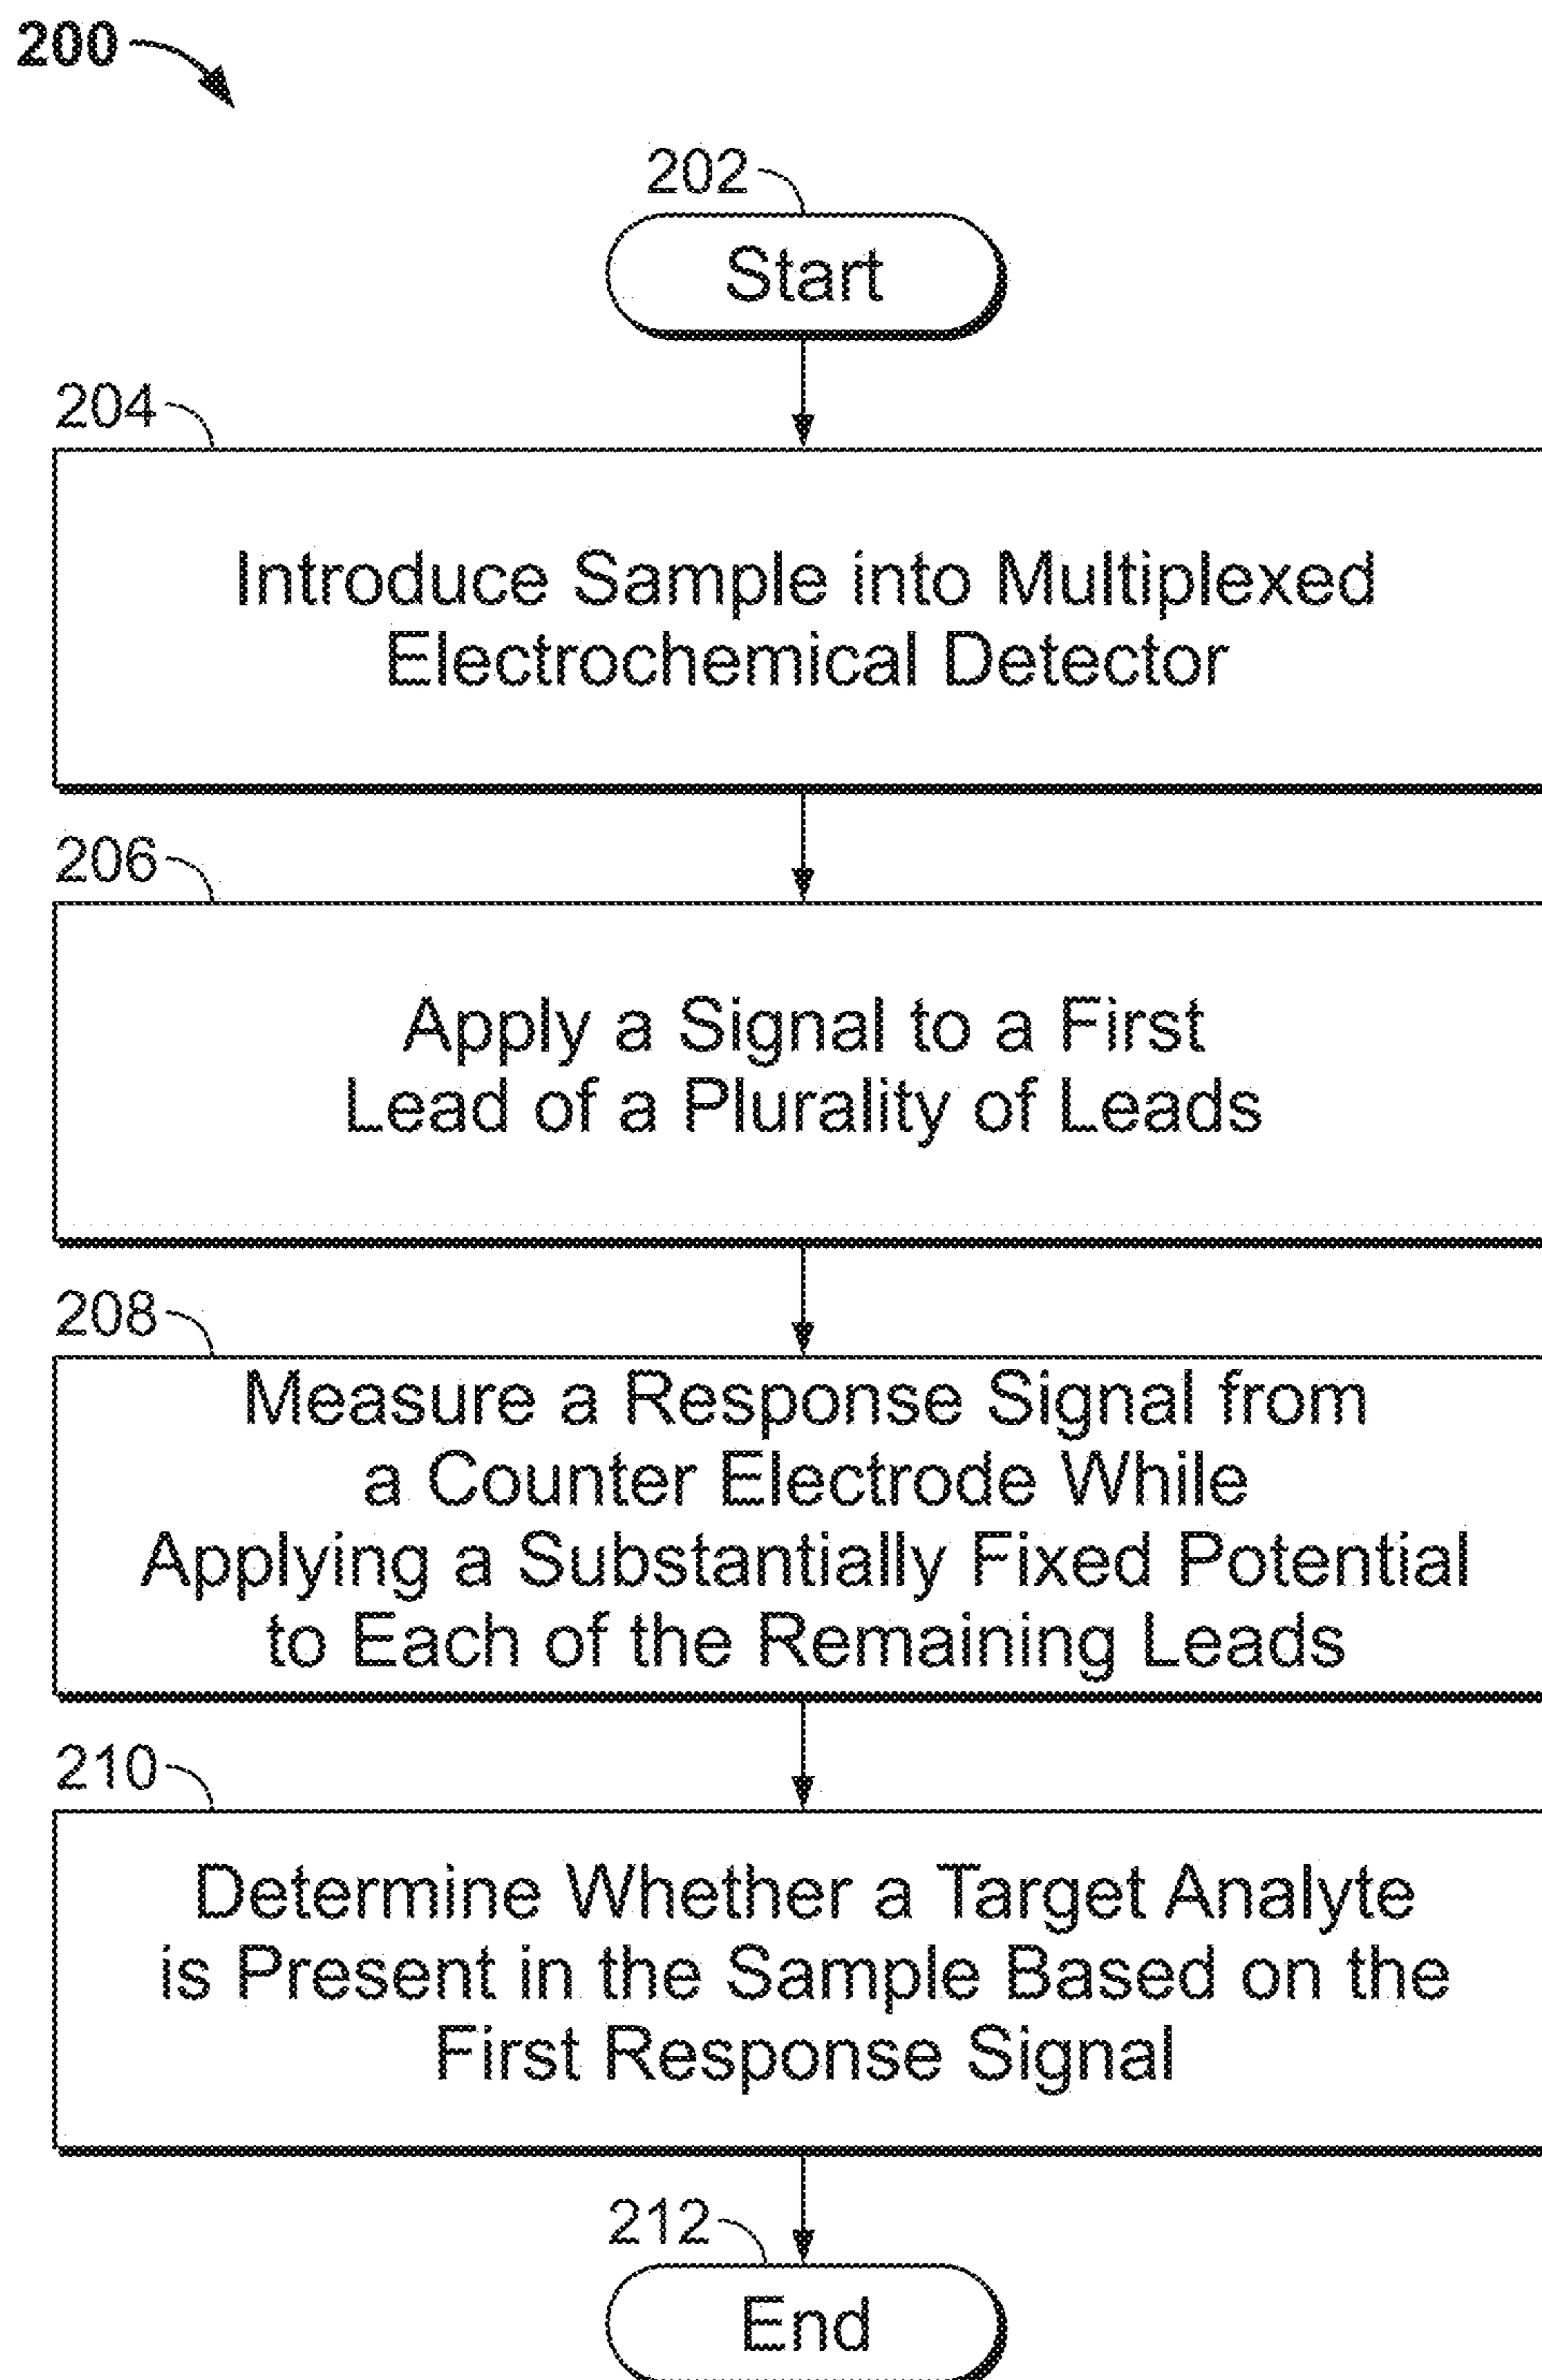 200
202
Start
204
Introduce Sample into Multiplexed
Electrochemical Detector
206
Apply a Signal to a First
Lead of a Plurality of Leads
208
Measure a Response Signal from
a Counter Electrode While
Applying a Substantially Fixed Potential
to Each of the Remaining Leads
210
Determine Whether a Target Analyte
is Present in the Sample Based on the
First Response Signal
212
End